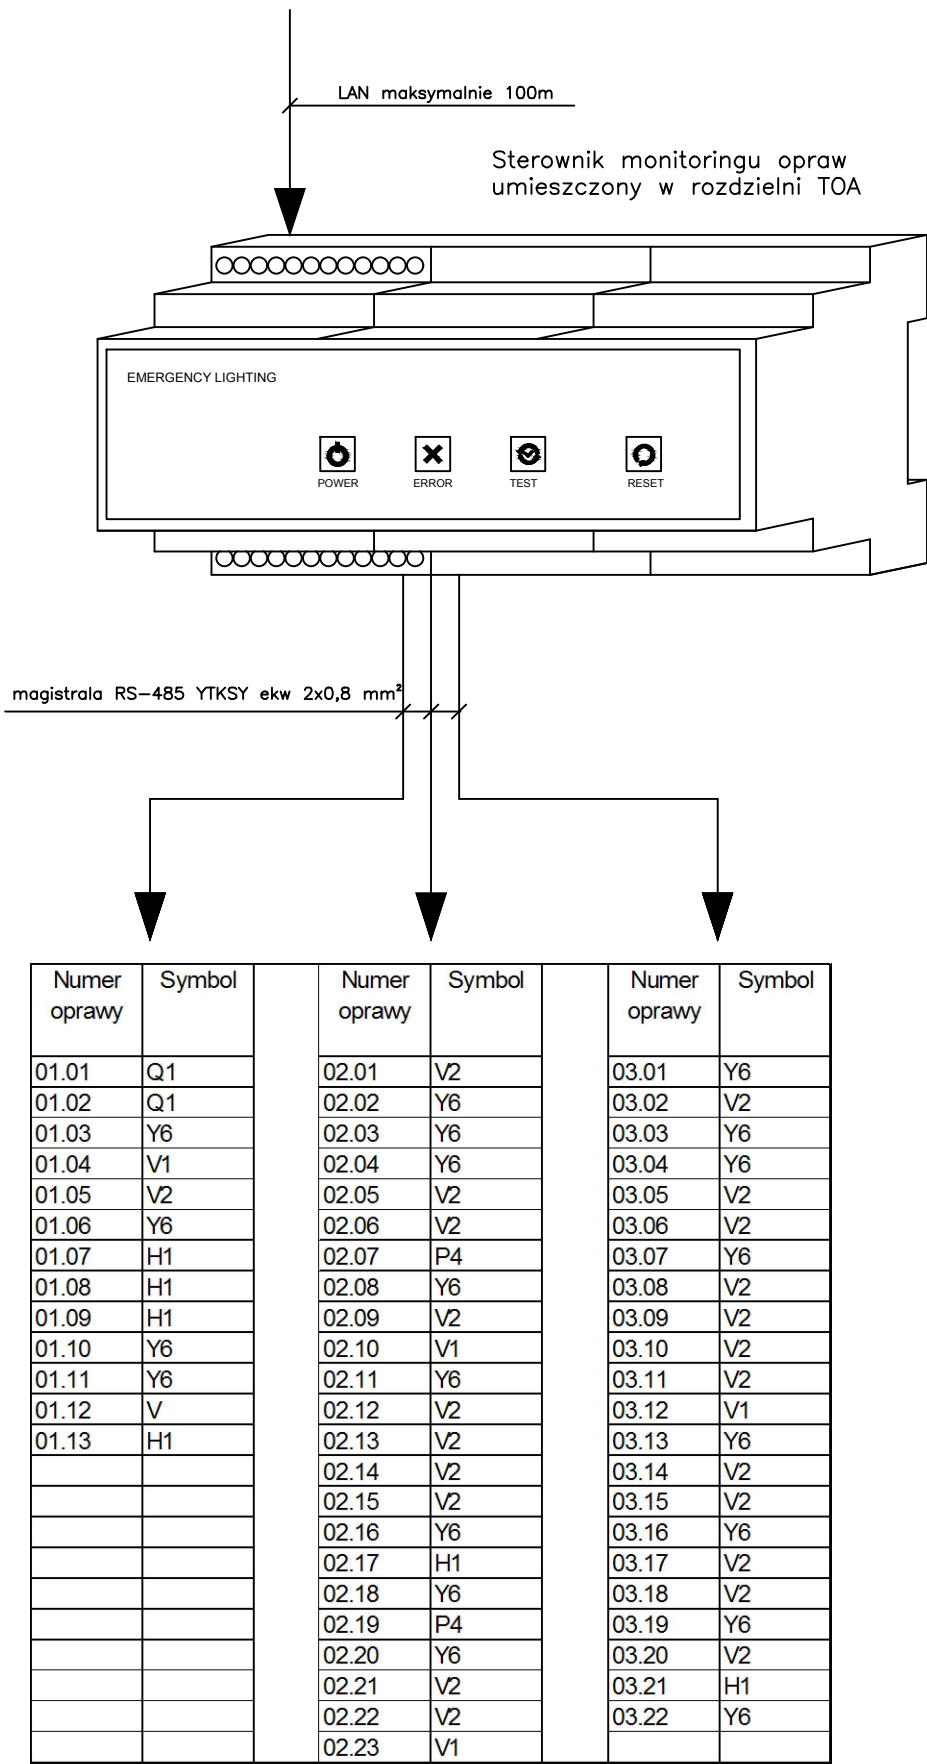 LAN maksymalnie 100m
Sterownik monitoringu opraw
umieszczony w rozdzielni TOA
EMERGENCY LIGHTING
POWER ERROR TEST RESET
magistrala RS-485 YTKSY ekw 2x0,8 mm²
Numer Symbol Numer Symbol Numer Symbol
oprawy oprawy oprawy
01.01 Q1 02.01 V2 03.01 Y6
01.02 Q1 02.02 Y6 03.02 V2
01.03 Y6 02.03 Y6 03.03 Y6
01.04 V1 02.04 Y6 03.04 Y6
01.05 V2 02.05 V2 03.05 V2
01.06 Y6 02.06 V2 03.06 V2
01.07 H1 02.07 P4 03.07 Y6
01.08 H1 02.08 Y6 03.08 V2
01.09 H1 02.09 V2 03.09 V2
01.10 Y6 02.10 V1 03.10 V2
01.11 Y6 02.11 Y6 03.11 V2
01.12 V 02.12 V2 03.12 V1
01.13 H1 02.13 V2 03.13 Y6
02.14 V2 03.14 V2
02.15 V2 03.15 V2
02.16 Y6 03.16 Y6
02.17 H1 03.17 V2
02.18 Y6 03.18 V2
02.19 P4 03.19 Y6
02.20 Y6 03.20 V2
02.21 V2 03.21 H1
02.22 V2 03.22 Y6
02.23 V1